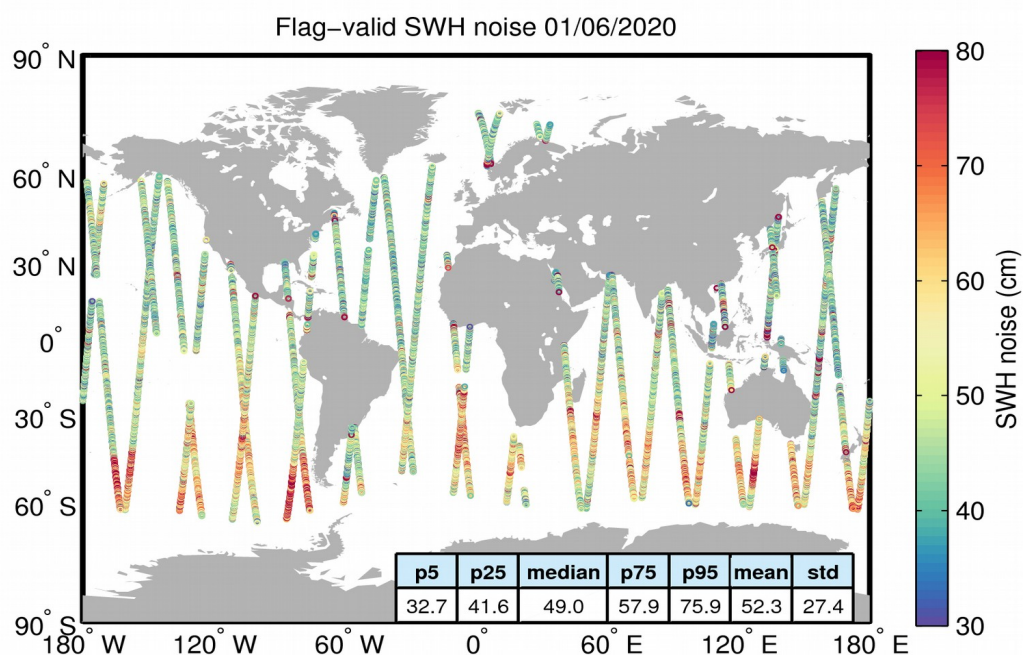 Flag−valid SWH noise 01/06/2020
90° N
60° N
30° N
0°
30° S
60° S
90° S
180° W
120° W
60° W
0°
60° E
120° E
180° E
80
70
60
50
40
30
SWH noise (cm)
p5 p25 median p75 p95 mean std
32.7 41.6 49.0 57.9 75.9 52.3 27.4